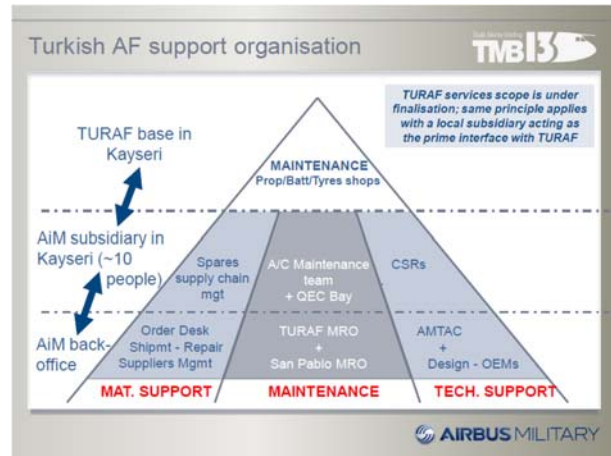 Turkish AF support organisation
TMB13
TURAF services scope is under
finalisation; same principle applies
with a local subsidiary acting as
the prime interface with TURAF
TURAF base in
Kayseri
MAINTENANCE
Prop/Batt/Tyres shops
AiM subsidiary in
Kayseri (~10
people)
Spares
supply chain
mgt
A/C Maintenance
team
+ QEC Bay
CSRs
AiM back-
office
Order Desk
Shipmt - Repair
Suppliers Mgmt
TURAF MRO
+
San Pablo MRO
AMTAC
+
Design - OEMs
MAT. SUPPORT
MAINTENANCE
TECH. SUPPORT
AIRBUS MILITARY